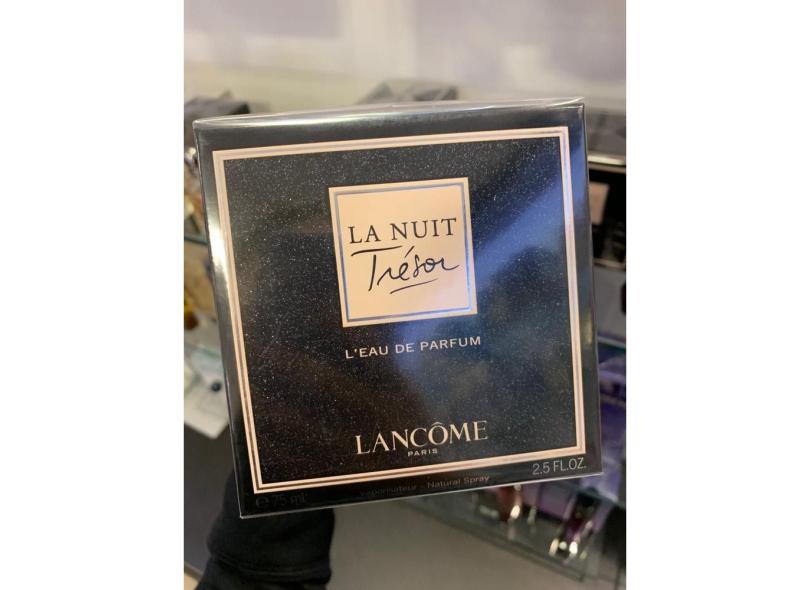 LA NUIT
Trésor
L'EAU DE PARFUM
LANCÔME
PARIS
2.5 FL.OZ.
℮ 75 ml
vaporisateur - Natural Spray